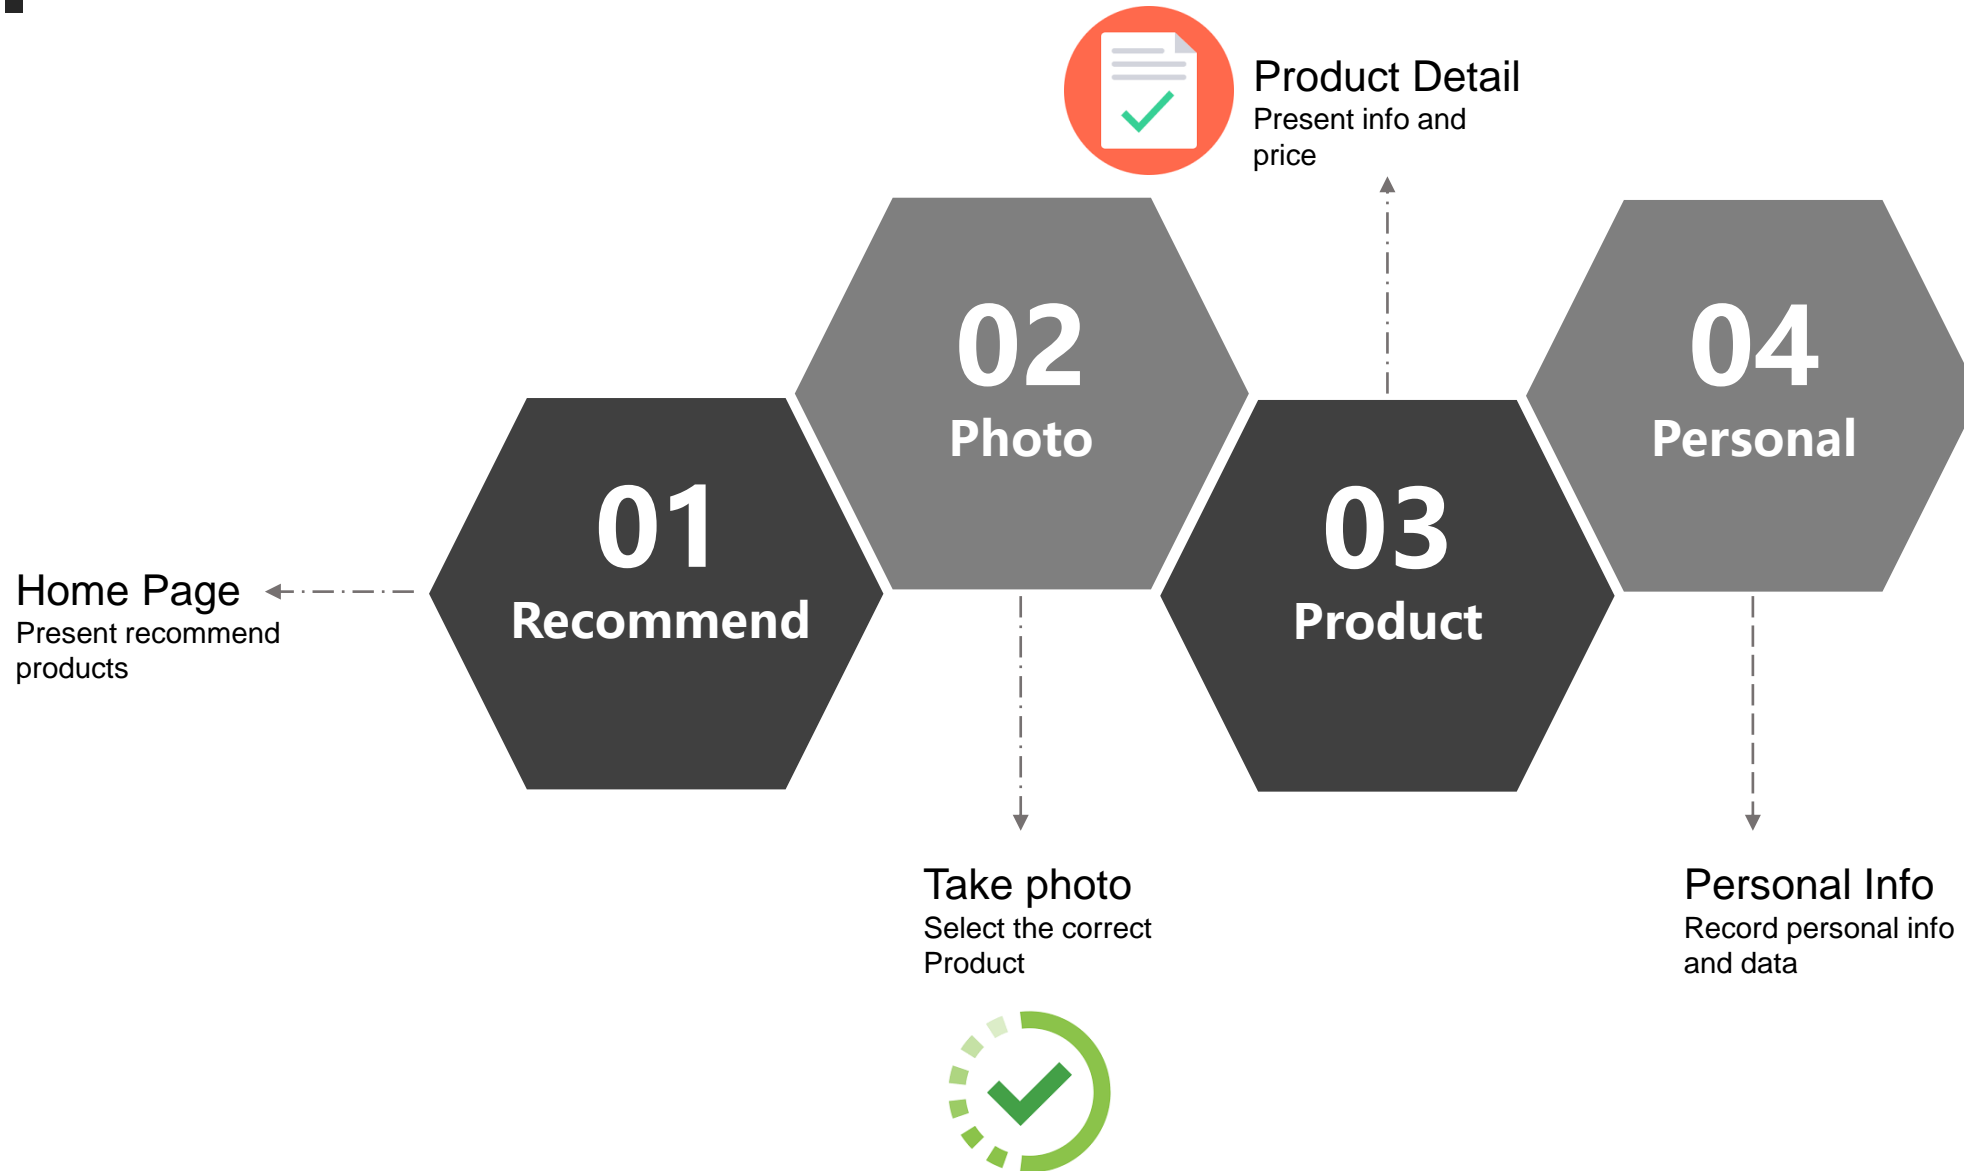 Product Detail
Present info and
price
02
Photo
04
Personal
01
Recommend
03
Product
Home Page
Present recommend
products
Take photo
Select the correct
Product
Personal Info
Record personal info
and data